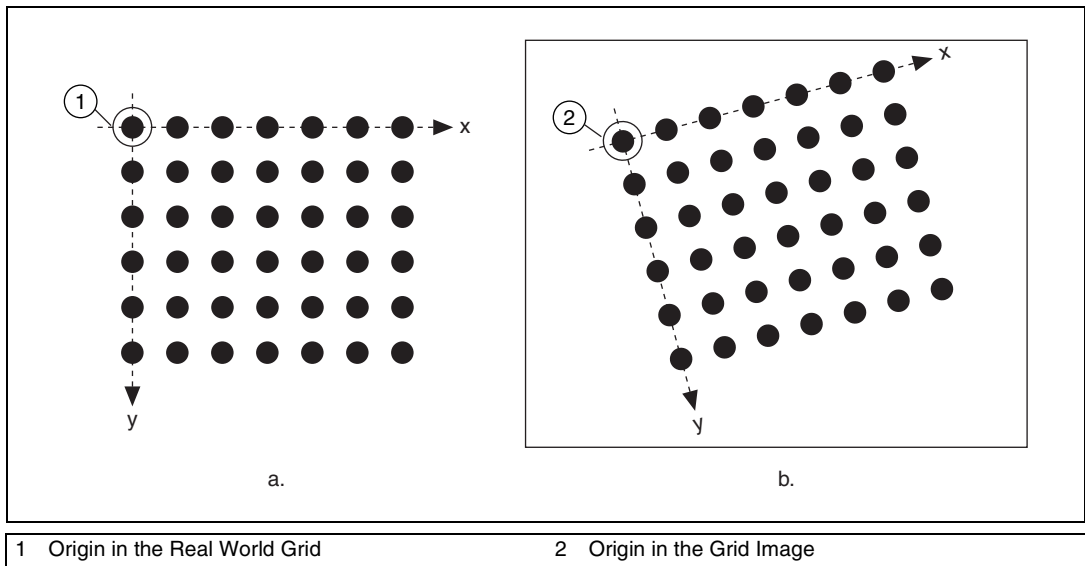 1
x
y
a.
2
x
y
b.
1 Origin in the Real World Grid
2 Origin in the Grid Image